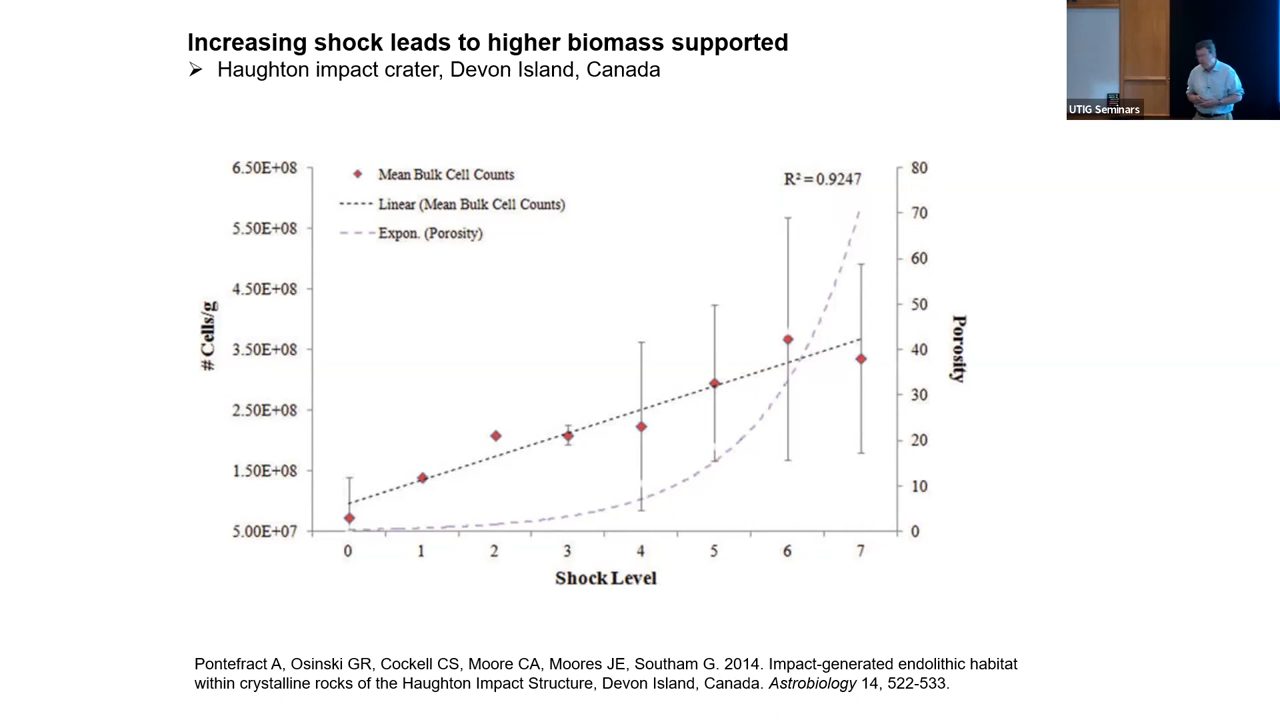 Increasing shock leads to higher biomass supported
➢ Haughton impact crater, Devon Island, Canada
UTIG Seminars
6.50E+08
5.50E+08
4.50E+08
3.50E+08
2.50E+08
1.50E+08
5.00E+07
# Cells/g
Mean Bulk Cell Counts
Linear (Mean Bulk Cell Counts)
Expon. (Porosity)
R²=0.9247
80
70
60
50
40
30
20
10
0
Porosity
0 1 2 3 4 5 6 7
Shock Level
Pontefract A, Osinski GR, Cockell CS, Moore CA, Moores JE, Southam G. 2014. Impact-generated endolithic habitat
within crystalline rocks of the Haughton Impact Structure, Devon Island, Canada. Astrobiology 14, 522-533.